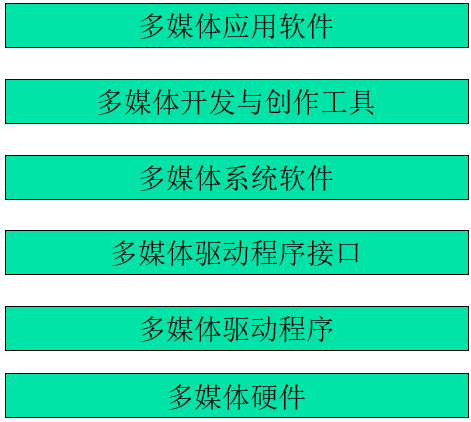 多媒体应用软件
多媒体开发与创作工具
多媒体系统软件
多媒体驱动程序接口
多媒体驱动程序
多媒体硬件